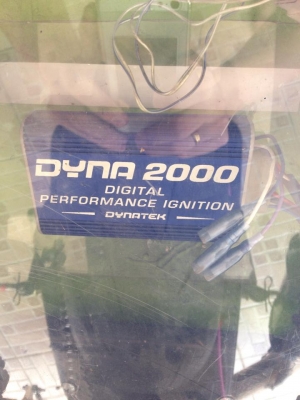 DYNA 2000
DIGITAL
PERFORMANCE IGNITION
DYNATEK